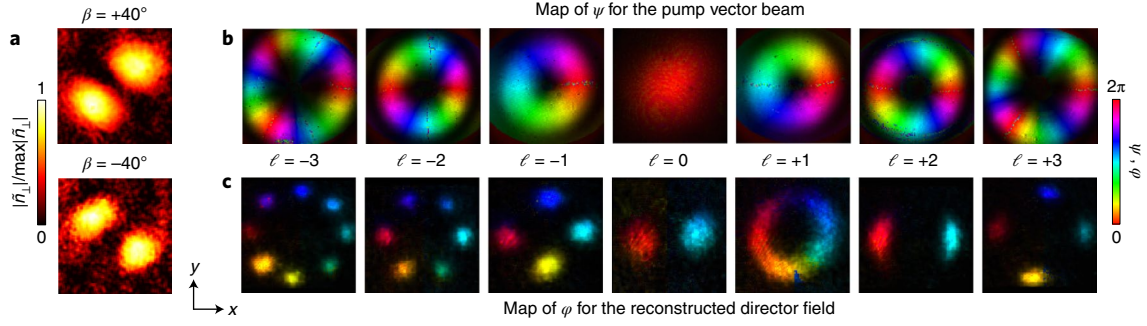 Map of ψ for the pump vector beam
β = +40°
a
b
1
|ñ⊥|/max|ñ⊥|
0
β = −40°
ℓ = −3
ℓ = −2
ℓ = −1
ℓ = 0
ℓ = +1
ℓ = +2
ℓ = +3
2π
ψ, φ
0
c
y
x
Map of φ for the reconstructed director field